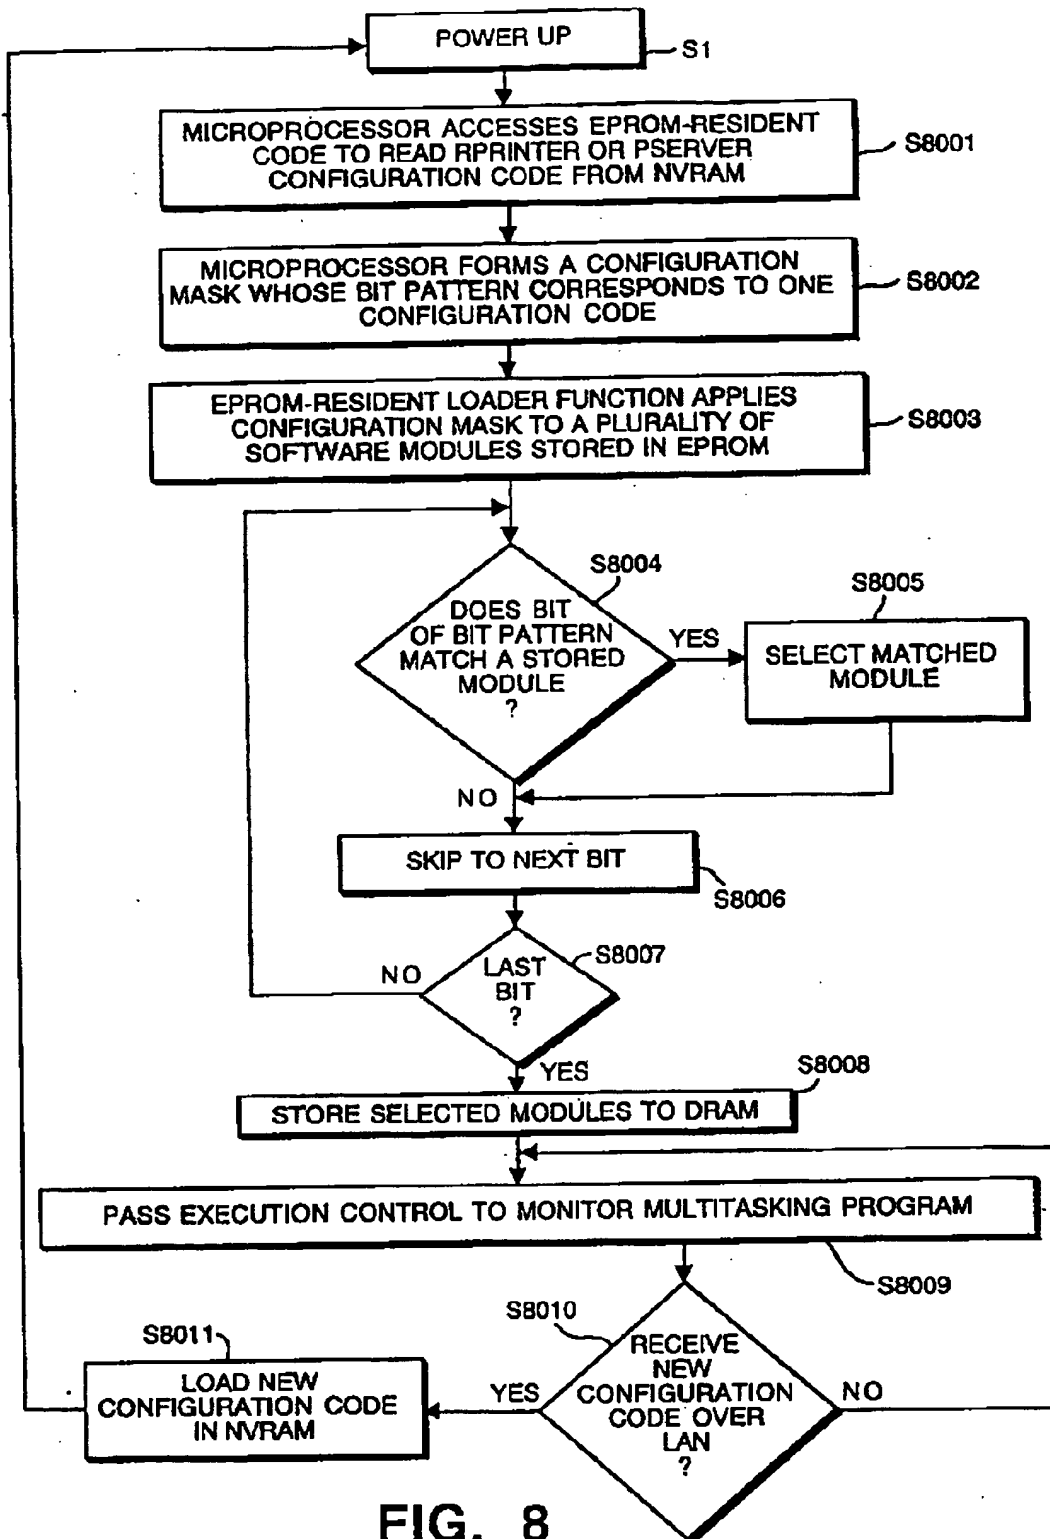 POWER UP
S1
MICROPROCESSOR ACCESSES EPROM-RESIDENT
CODE TO READ RPRINTER OR PSERVER
CONFIGURATION CODE FROM NVRAM
S8001
MICROPROCESSOR FORMS A CONFIGURATION
MASK WHOSE BIT PATTERN CORRESPONDS TO ONE
CONFIGURATION CODE
S8002
EPROM-RESIDENT LOADER FUNCTION APPLIES
CONFIGURATION MASK TO A PLURALITY OF
SOFTWARE MODULES STORED IN EPROM
S8003
S8004
DOES BIT
OF BIT PATTERN
MATCH A STORED
MODULE
?
YES
S8005
SELECT MATCHED
MODULE
NO
SKIP TO NEXT BIT
S8006
S8007
LAST
BIT
?
NO
YES
S8008
STORE SELECTED MODULES TO DRAM
PASS EXECUTION CONTROL TO MONITOR MULTITASKING PROGRAM
S8009
S8010
RECEIVE
NEW
CONFIGURATION
CODE OVER
LAN
?
NO
YES
S8011
LOAD NEW
CONFIGURATION CODE
IN NVRAM
FIG. 8